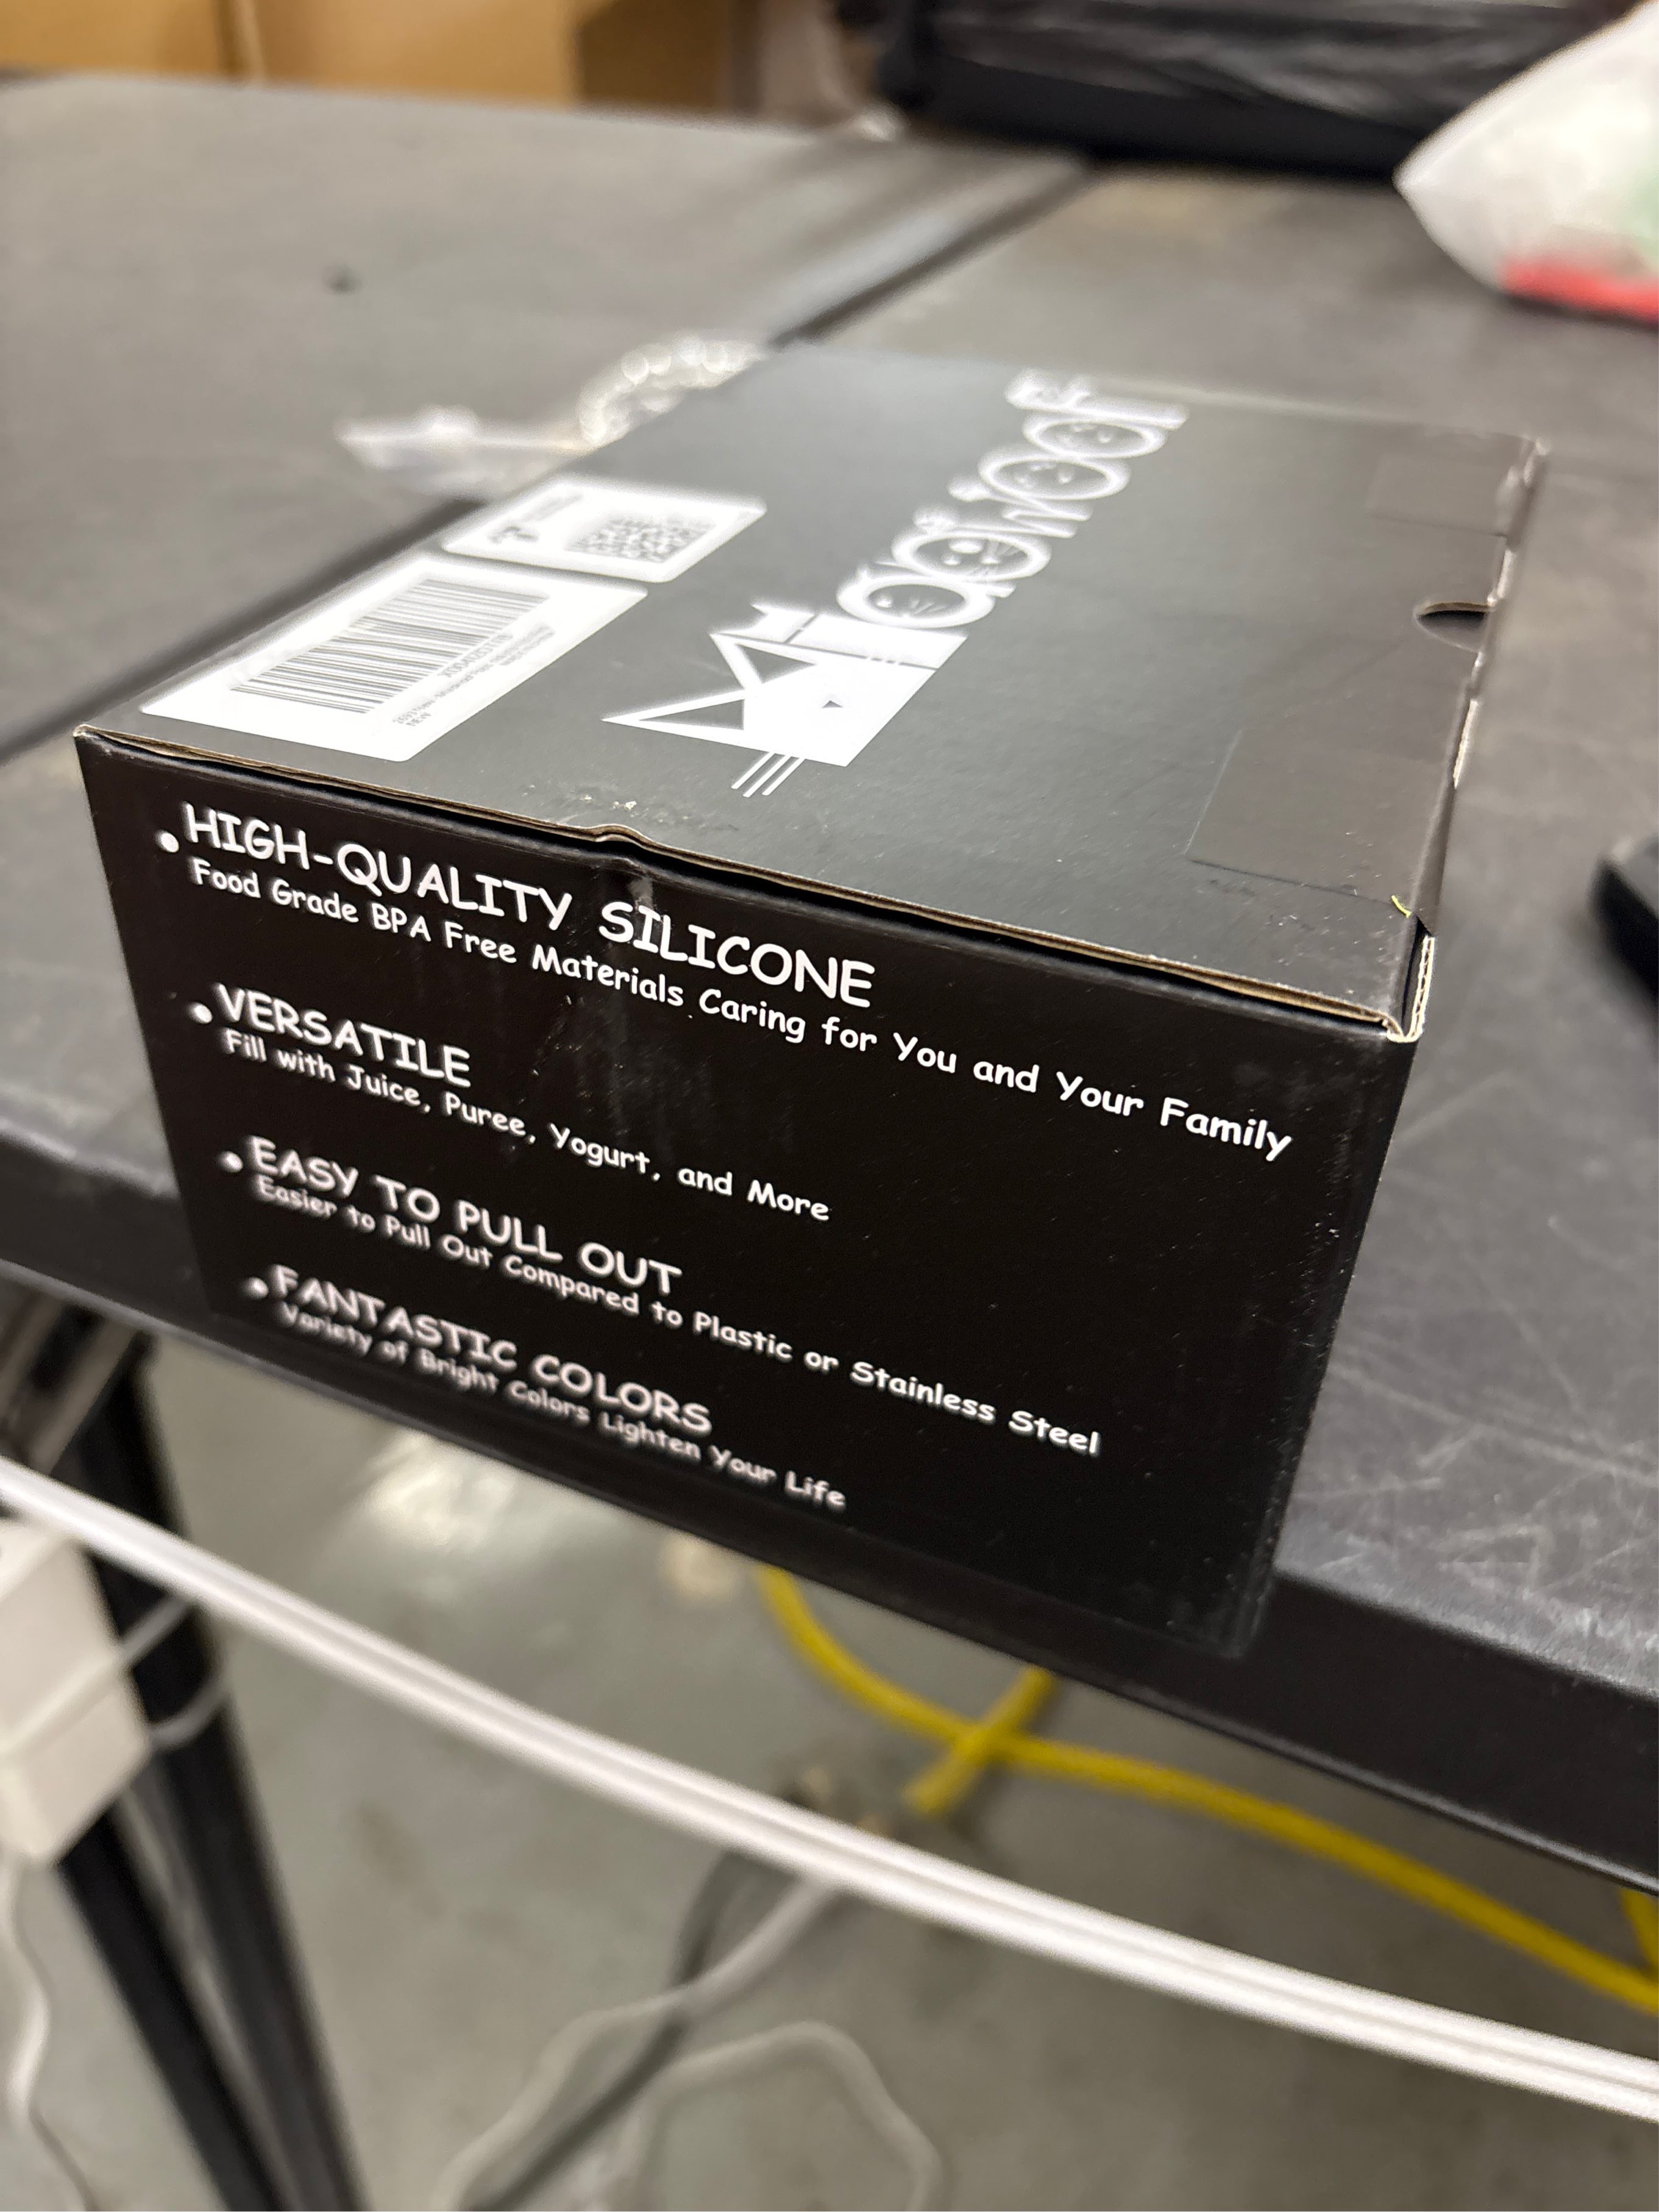 Miaowoof
NEW
HIGH-QUALITY SILICONE
Food Grade BPA Free Materials Caring for You and Your Family
VERSATILE
Fill with Juice, Puree, Yogurt, and More
EASY TO PULL OUT
Easier to Pull Out Compared to Plastic or Stainless Steel
FANTASTIC COLORS
Variety of Bright Colors Lighten Your Life